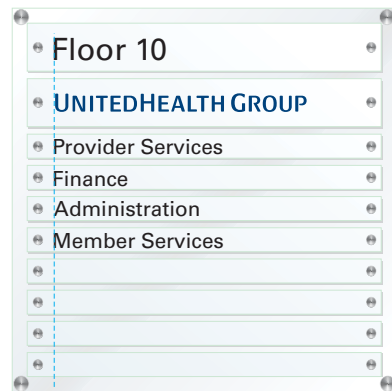 Floor 10
UNITEDHEALTH GROUP
Provider Services
Finance
Administration
Member Services